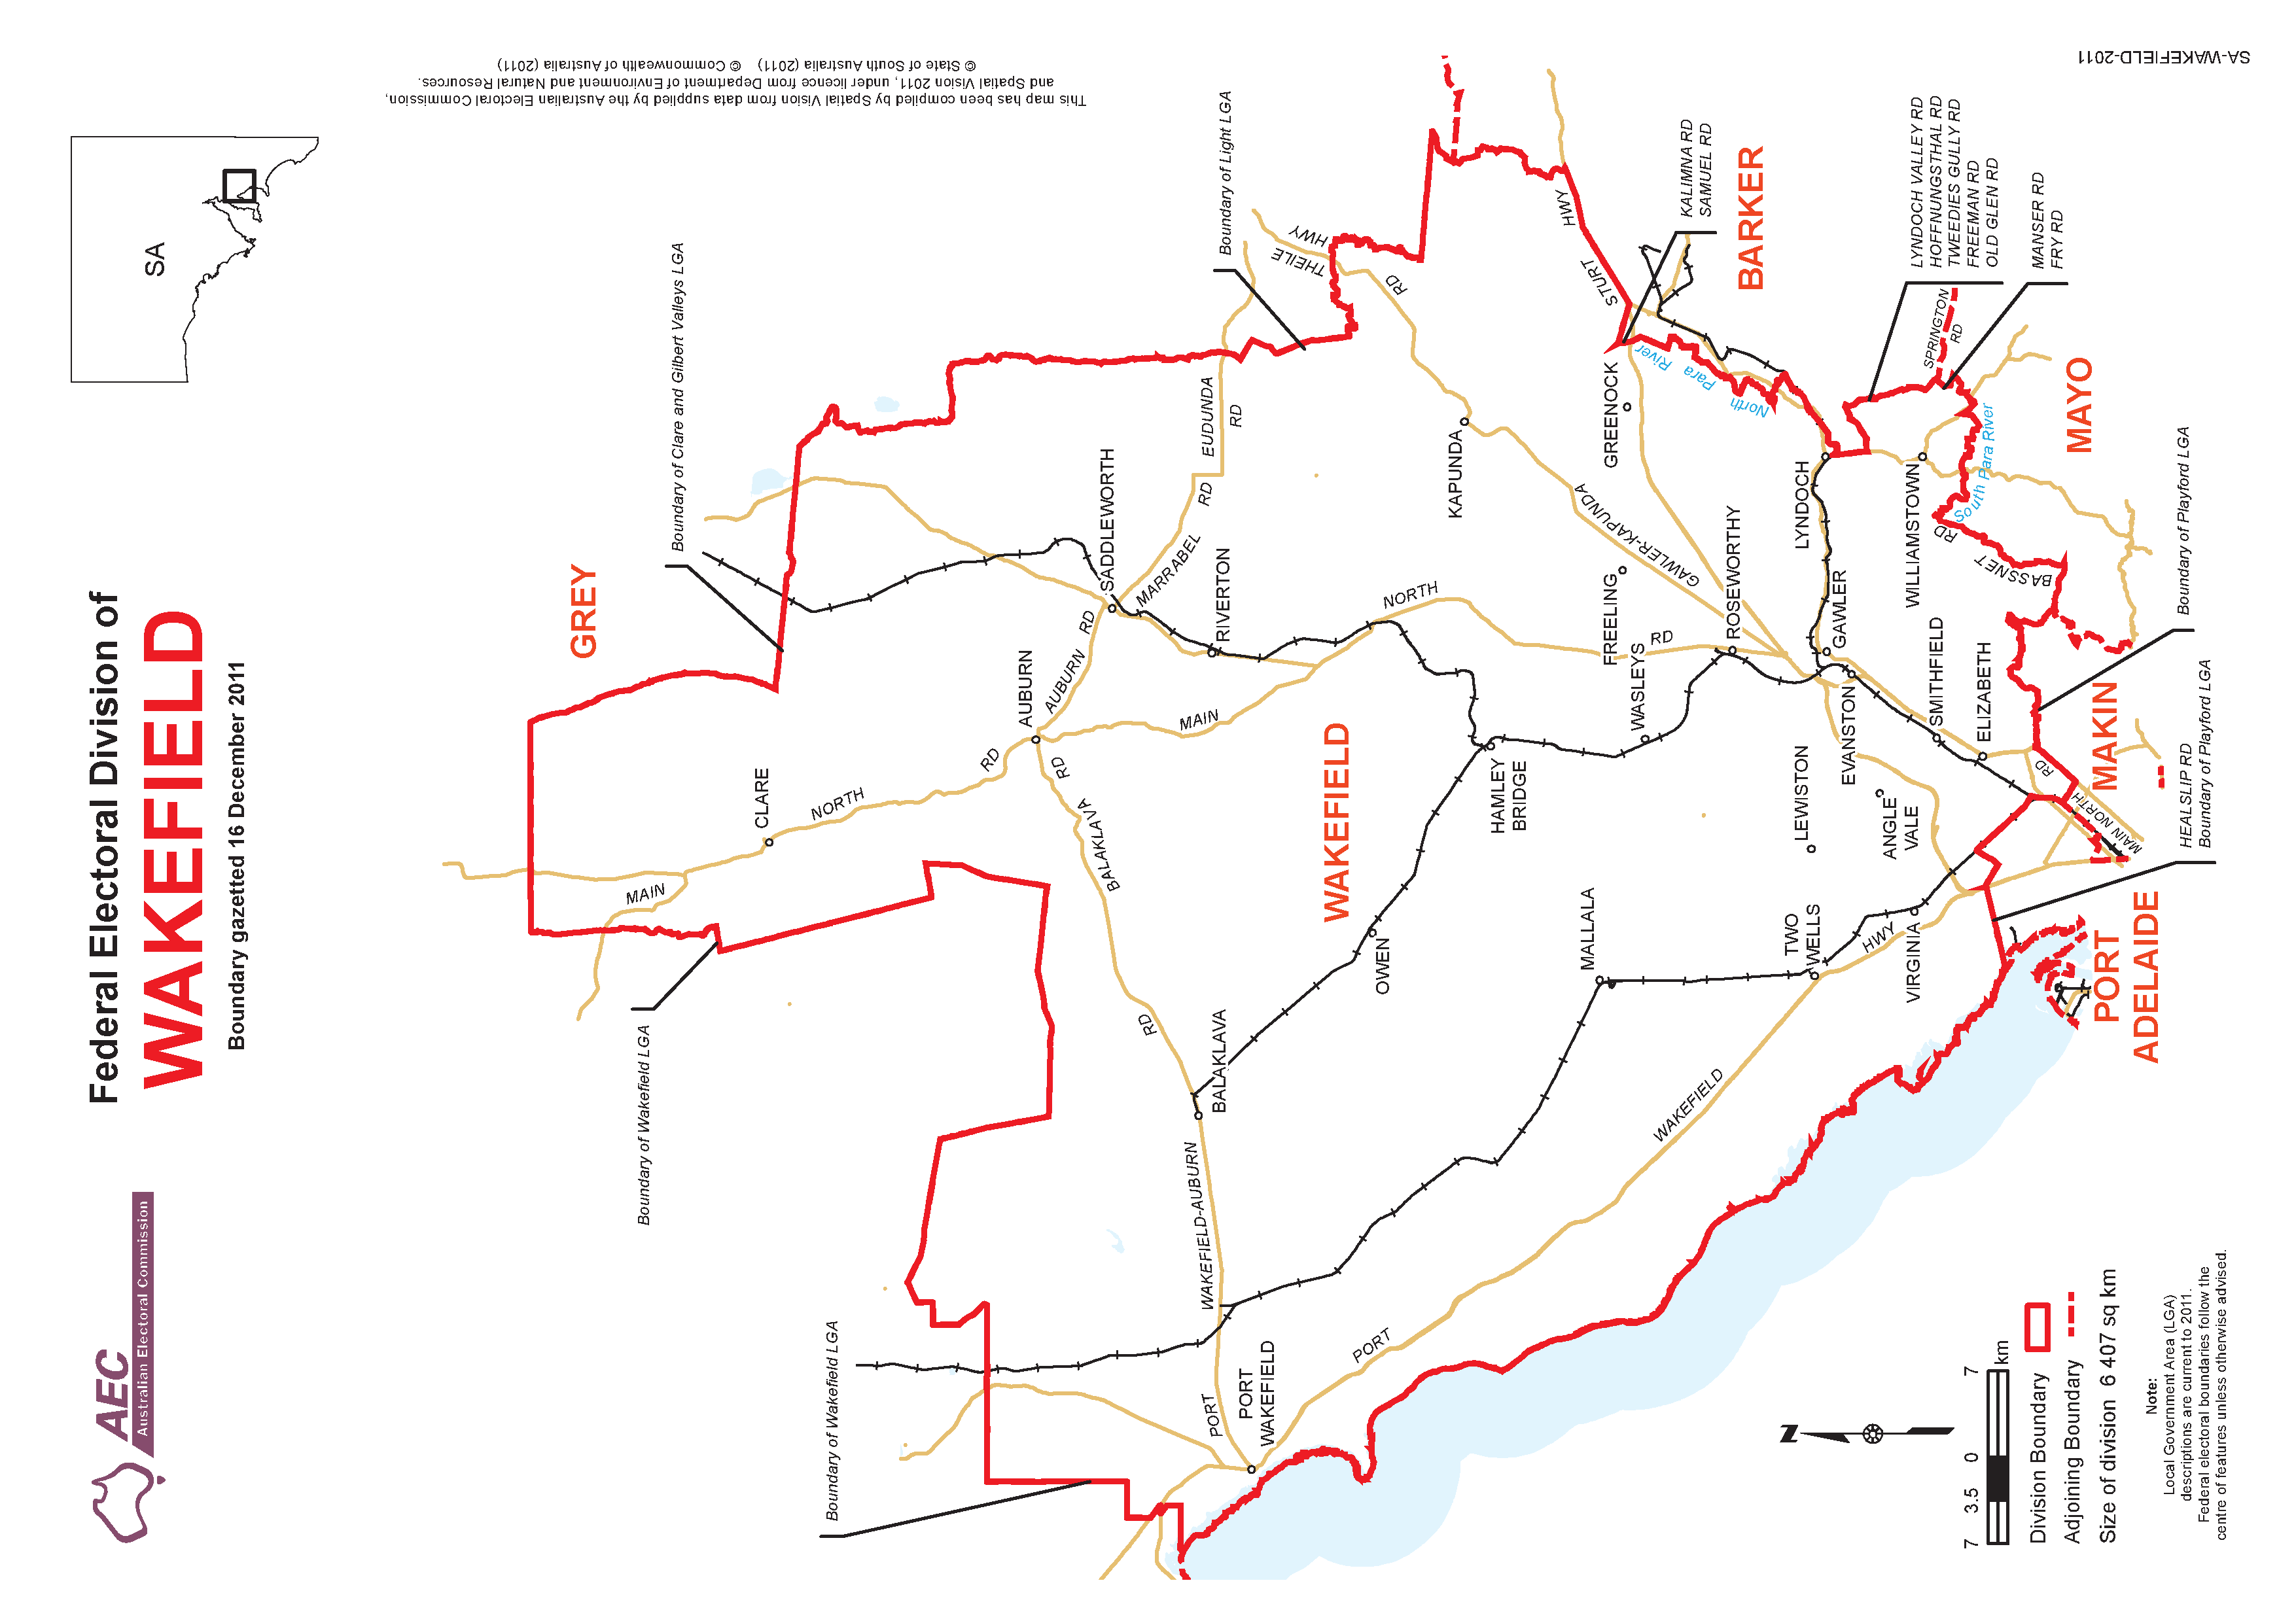 AEC
Australian Electoral Commission
Federal Electoral Division of
WAKEFIELD
Boundary gazetted 16 December 2011
SA
GREY
Boundary of Clare and Gilbert Valleys LGA
Boundary of Wakefield LGA
MAIN
NORTH
RD
CLARE
Boundary of Wakefield LGA
AUBURN
AUBURN
RD
SADDLEWORTH
MARRABEL
RD
EUDUNDA
RD
Boundary of Light LGA
THEILE
HWY
RIVERTON
MAIN
NORTH
RD
BALAKLAVA
RD
RD
BALAKLAVA
WAKEFIELD-AUBURN
PORT
PORT
WAKEFIELD
WAKEFIELD
OWEN
HAMLEY
BRIDGE
KAPUNDA
GAWLER-KAPUNDA
RD
STURT
HWY
GREENOCK
KALIMNA RD
SAMUEL RD
BARKER
North Para River
FREELING
WASLEYS
ROSEWORTHY
MALLALA
PORT
WAKEFIELD
HWY
TWO
WELLS
LEWISTON
LYNDOCH
GAWLER
EVANSTON
ANGLE
VALE
VIRGINIA
WILLIAMSTOWN
SMITHFIELD
ELIZABETH
LYNDOCH VALLEY RD
HOFFNUNGSTHAL RD
TWEEDIES GULLY RD
FREEMAN RD
OLD GLEN RD
SPRINGTON
RD
MANSER RD
FRY RD
South Para River
BASSNET
RD
MAYO
MAKIN
MAIN NORTH
RD
Boundary of Playford LGA
HEALSLIP RD
Boundary of Playford LGA
PORT
ADELAIDE
N
7 3.5 0 7
km
Division Boundary
Adjoining Boundary
Size of division 6 407 sq km
Note:
Local Government Area (LGA)
descriptions are current to 2011.
Federal electoral boundaries follow the
centre of features unless otherwise advised.
This map has been compiled by Spatial Vision from data supplied by the Australian Electoral Commission,
and Spatial Vision 2011, under licence from Department of Environment and Natural Resources.
© State of South Australia (2011) © Commonwealth of Australia (2011)
SA-WAKEFIELD-2011